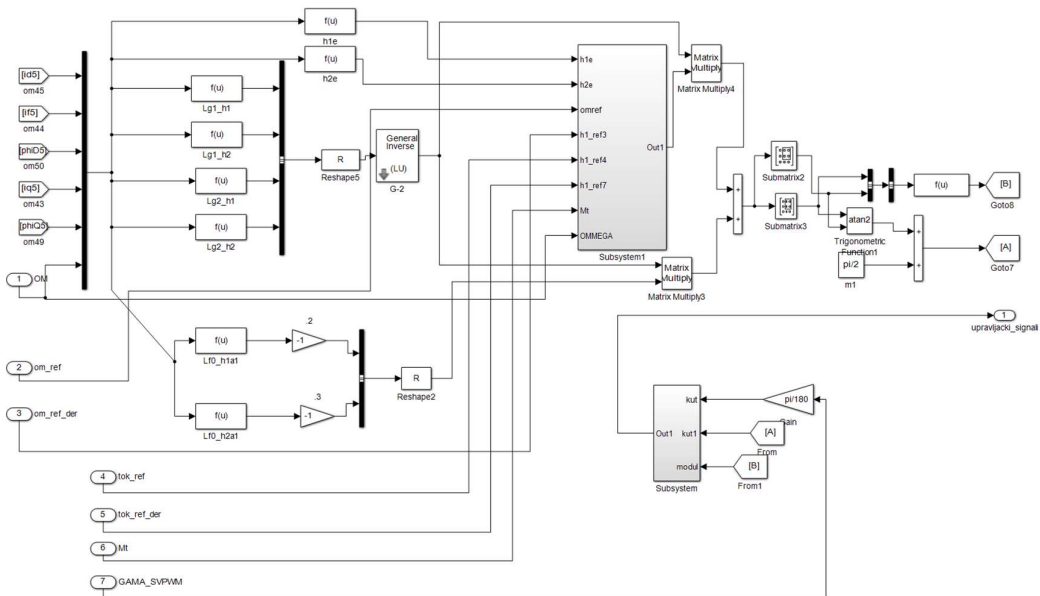 f(u)
h1e
f(u)
h2e
[id5]
om45
[if5]
om44
[phiD5]
om50
[iq5]
om43
[phiQ5]
om49
1
OM
f(u)
Lg1_h1
f(u)
Lg1_h2
f(u)
Lg2_h1
f(u)
Lg2_h2
R
Reshape5
General
Inverse
(LU)
G-2
h1e
h2e
omref
h1_ref3
h1_ref4
h1_ref7
Mt
OMMEGA
Out1
Subsystem1
Matrix
Multiply
Matrix Multiply4
Matrix
Multiply
Matrix Multiply3
+
+
Submatrix2
Submatrix3
atan2
Trigonometric
Function1
pi/2
m1
+
+
f(u)
[B]
Goto8
[A]
Goto7
1
upravljacki_signali
2
om_ref
3
om_ref_der
f(u)
Lf0_h1a1
.2
-1
f(u)
Lf0_h2a1
.3
-1
R
Reshape2
4
tok_ref
5
tok_ref_der
6
Mt
7
GAMA_SVPWM
Out1
kut
kut1
modul
Subsystem
pi/180
Gain
[A]
From
[B]
From1